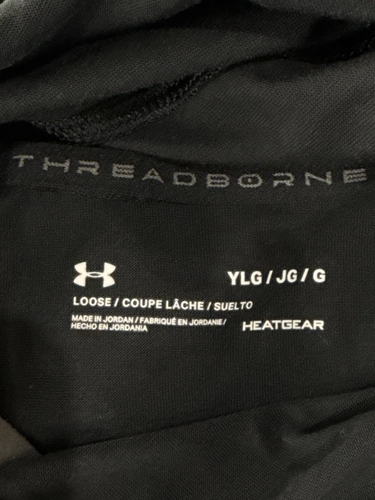 THREADBORNE
YLG / JG / G
LOOSE / COUPE LÂCHE / SUELTO
MADE IN JORDAN / FABRIQUÉ EN JORDANIE /
HECHO EN JORDANIA
HEATGEAR